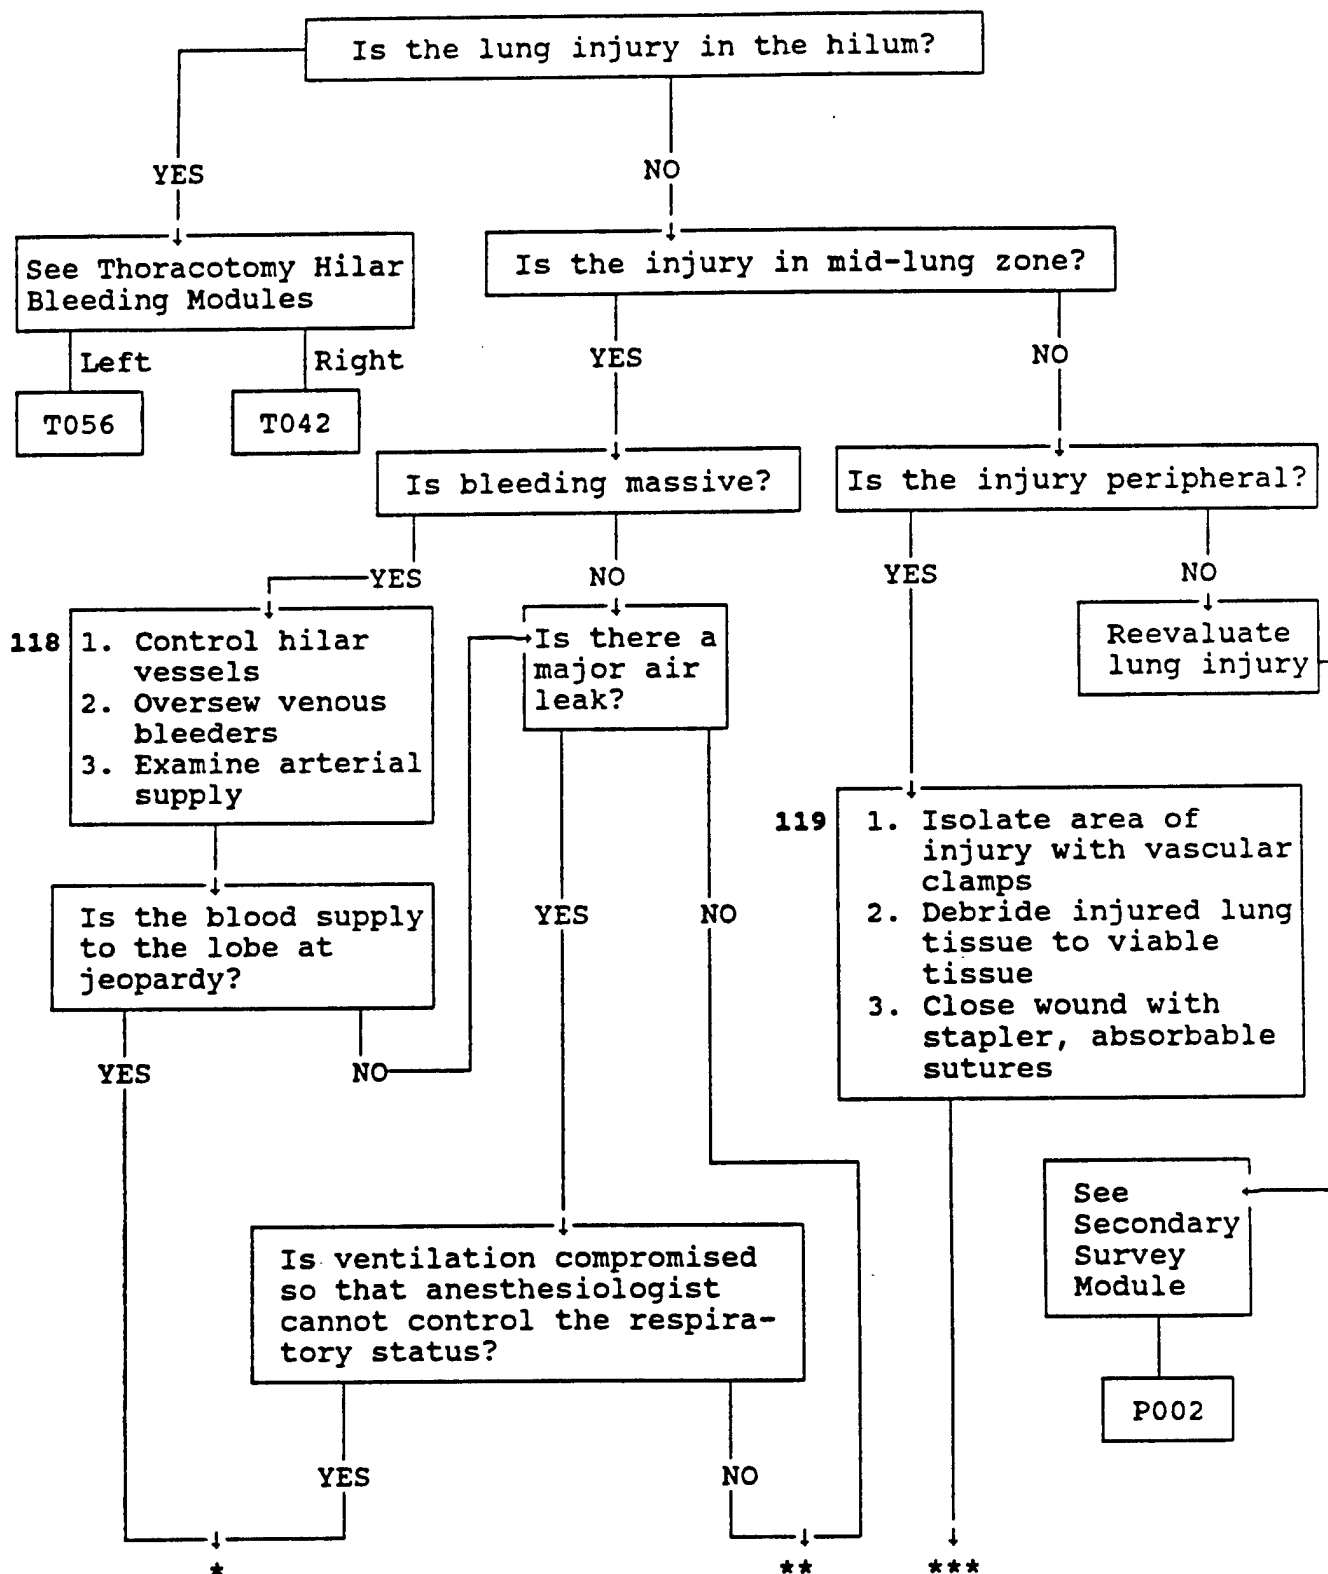 Is the lung injury in the hilum?
YES
NO
See Thoracotomy Hilar
Bleeding Modules
Is the injury in mid-lung zone?
Left
Right
YES
NO
T056
T042
Is bleeding massive?
Is the injury peripheral?
YES
NO
YES
NO
118
1. Control hilar
vessels
2. Oversew venous
bleeders
3. Examine arterial
supply
Is there a
major air
leak?
Reevaluate
lung injury
119
1. Isolate area of
injury with vascular
clamps
2. Debride injured lung
tissue to viable
tissue
3. Close wound with
stapler, absorbable
sutures
Is the blood supply
to the lobe at
jeopardy?
YES
NO
YES
NO
See
Secondary
Survey
Module
Is ventilation compromised
so that anesthesiologist
cannot control the respira-
tory status?
P002
YES
NO
*
**
***